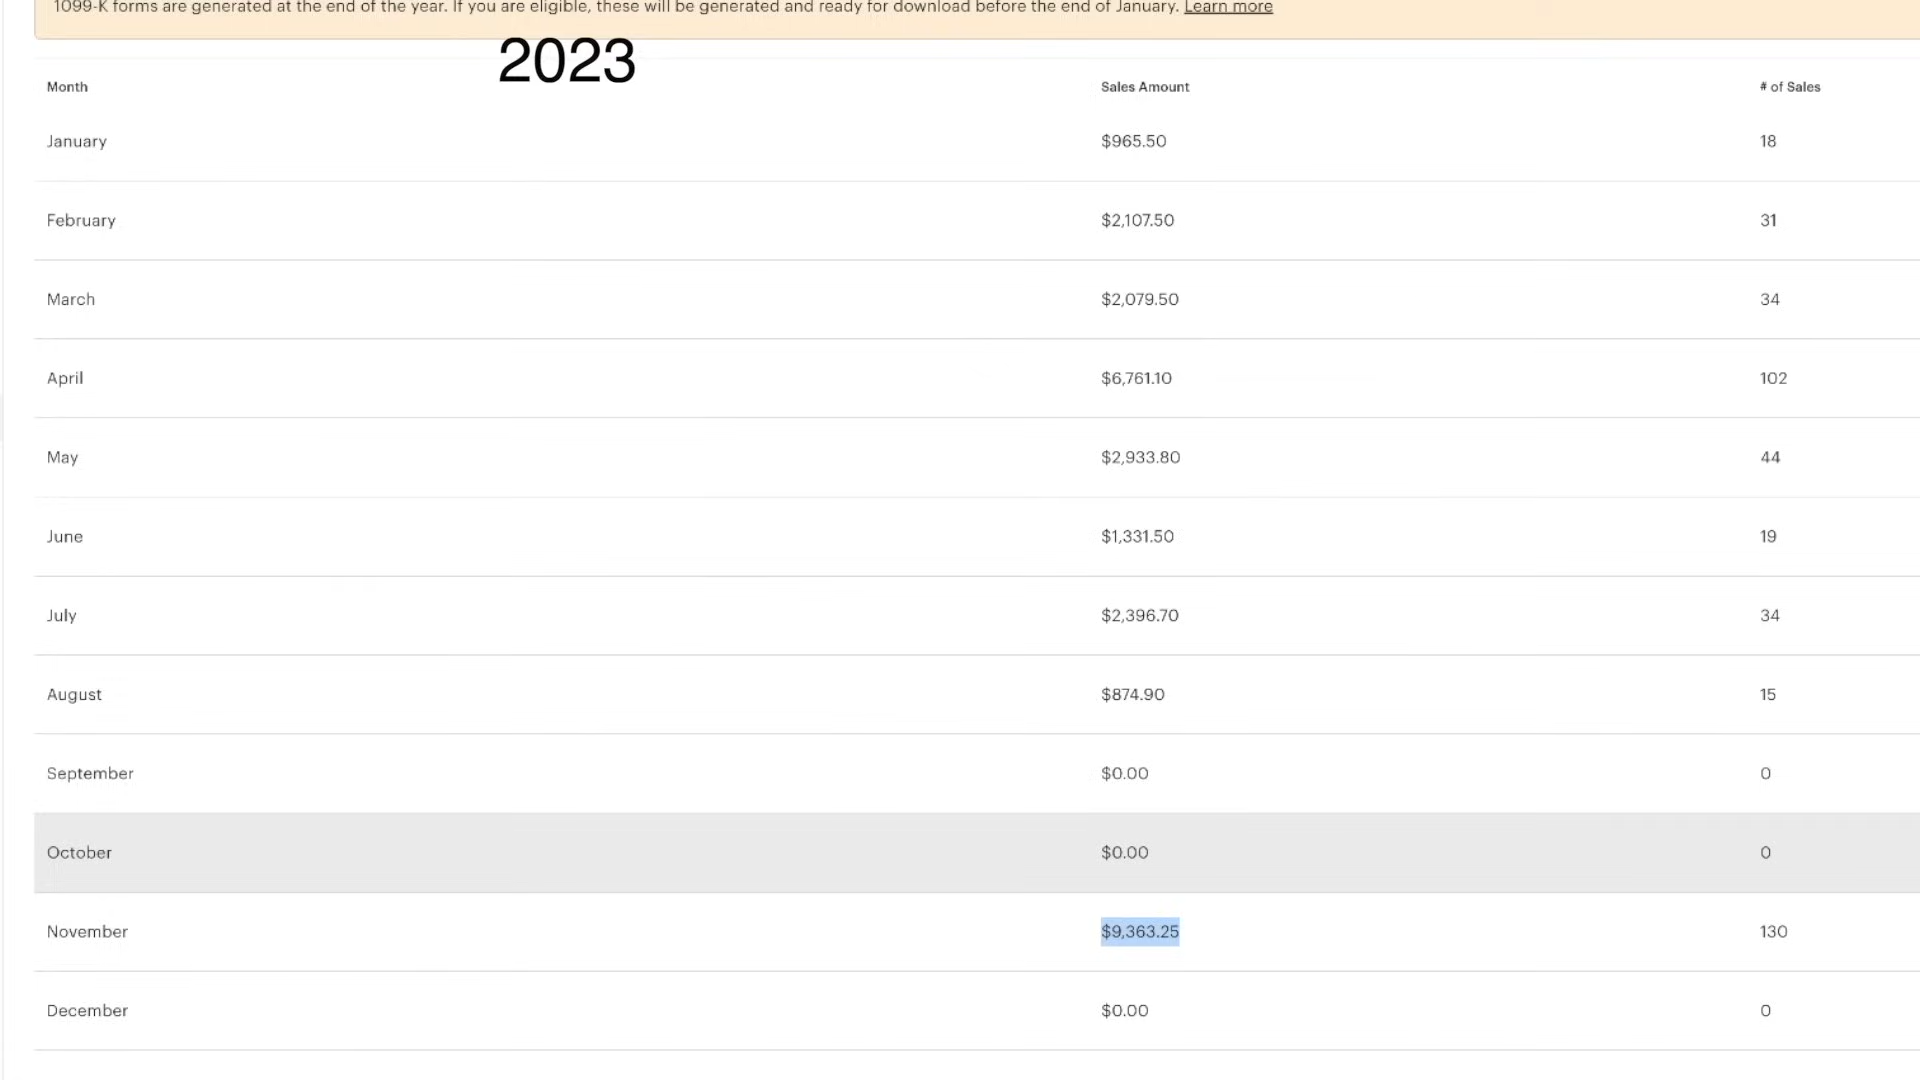 1099-K forms are generated at the end of the year. If you are eligible, these will be generated and ready for download before the end of January. Learn more
2023
Month Sales Amount # of Sales
January $965.50 18
February $2,107.50 31
March $2,079.50 34
April $6,761.10 102
May $2,933.80 44
June $1,331.50 19
July $2,396.70 34
August $874.90 15
September $0.00 0
October $0.00 0
November $9,363.25 130
December $0.00 0